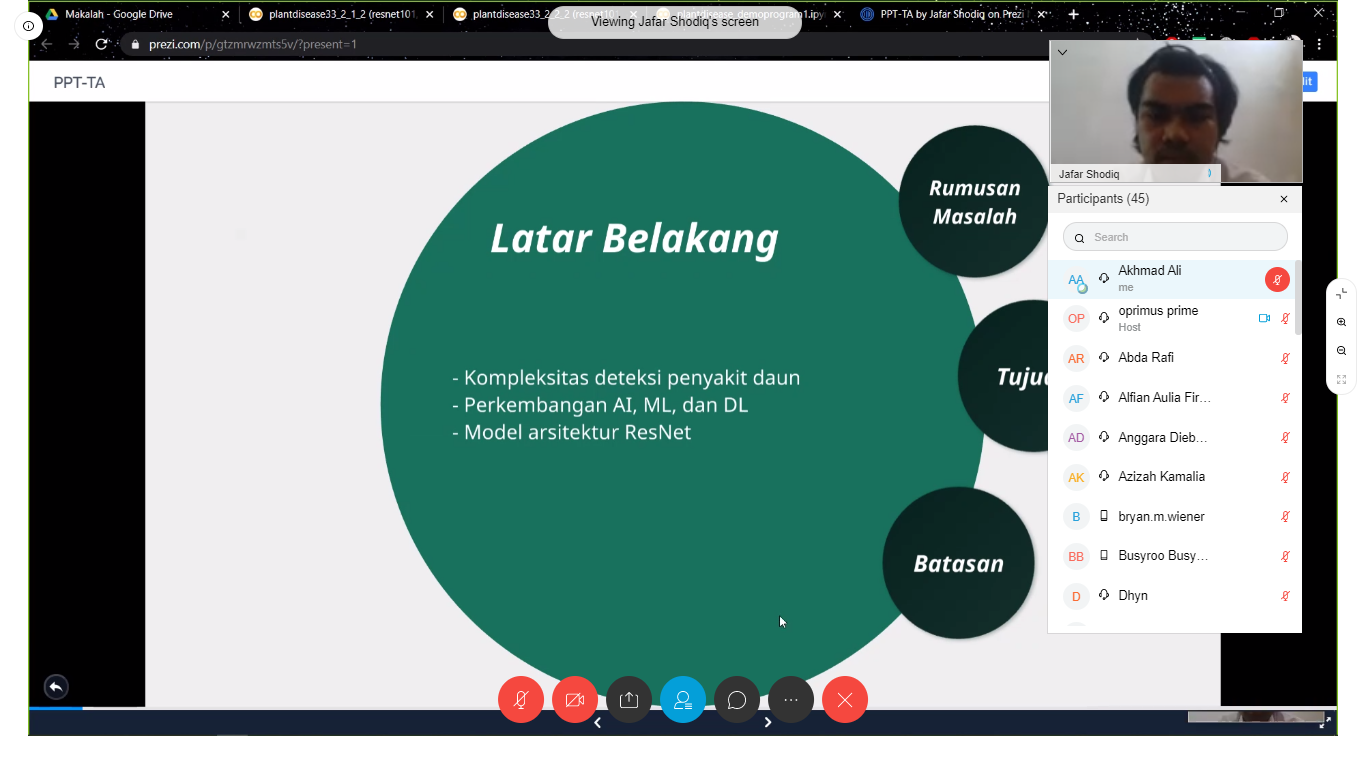 Makalah - Google Drive
plantdisease33_2_1_2 (resnet101
plantdisease33_2_2_2 (resnet101
plantdisease_demoprogram1.ipy
PPT-TA by Jafar Shodiq on Prezi
Viewing Jafar Shodiq's screen
prezi.com/p/gtzmrwzmts5v/?present=1
PPT-TA
Latar Belakang
- Kompleksitas deteksi penyakit daun
- Perkembangan AI, ML, dan DL
- Model arsitektur ResNet
Rumusan
Masalah
Tujua
Batasan
Jafar Shodiq
Participants (45)
Search
AA
Akhmad Ali
me
OP
oprimus prime
Host
AR
Abda Rafi
AF
Alfian Aulia Fir...
AD
Anggara Dieb...
AK
Azizah Kamalia
B
bryan.m.wiener
BB
Busyroo Busy...
D
Dhyn